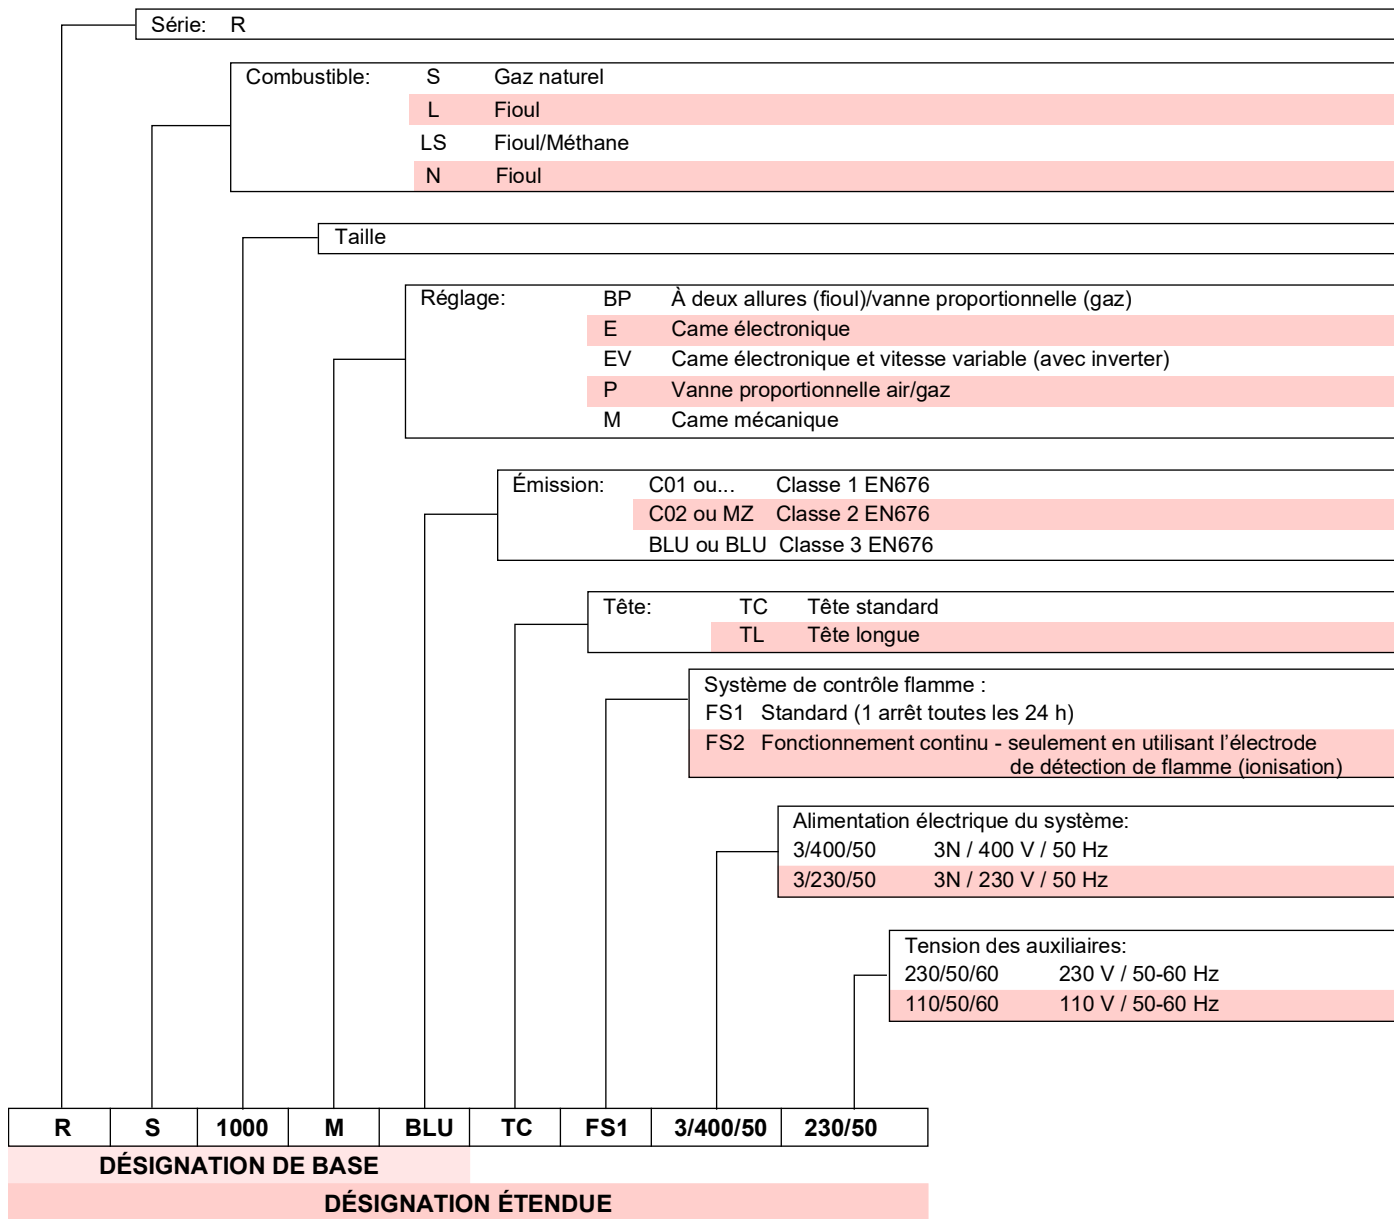 Série: R
Combustible: S Gaz naturel
L Fioul
LS Fioul/Méthane
N Fioul
Taille
Réglage: BP À deux allures (fioul)/vanne proportionnelle (gaz)
E Came électronique
EV Came électronique et vitesse variable (avec inverter)
P Vanne proportionnelle air/gaz
M Came mécanique
Émission: C01 ou... Classe 1 EN676
C02 ou MZ Classe 2 EN676
BLU ou BLU Classe 3 EN676
Tête: TC Tête standard
TL Tête longue
Système de contrôle flamme :
FS1 Standard (1 arrêt toutes les 24 h)
FS2 Fonctionnement continu - seulement en utilisant l’électrode
de détection de flamme (ionisation)
Alimentation électrique du système:
3/400/50 3N / 400 V / 50 Hz
3/230/50 3N / 230 V / 50 Hz
Tension des auxiliaires:
230/50/60 230 V / 50-60 Hz
110/50/60 110 V / 50-60 Hz
R S 1000 M BLU TC FS1 3/400/50 230/50
DÉSIGNATION DE BASE
DÉSIGNATION ÉTENDUE